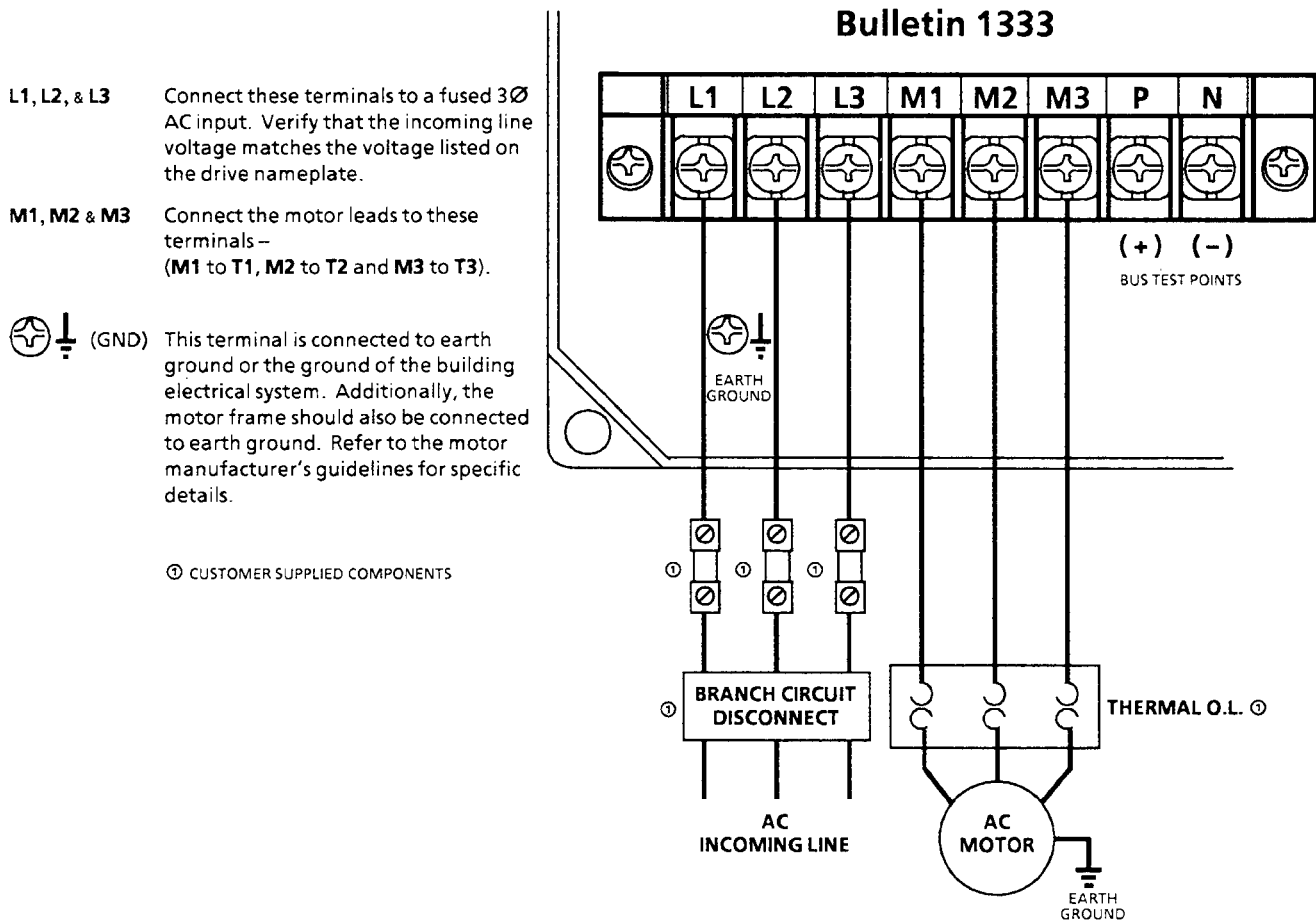 Bulletin 1333
L1, L2, & L3 Connect these terminals to a fused 3Ø
AC input. Verify that the incoming line
voltage matches the voltage listed on
the drive nameplate.
M1, M2 & M3 Connect the motor leads to these
terminals –
(M1 to T1, M2 to T2 and M3 to T3).
(GND) This terminal is connected to earth
ground or the ground of the building
electrical system. Additionally, the
motor frame should also be connected
to earth ground. Refer to the motor
manufacturer's guidelines for specific
details.
① CUSTOMER SUPPLIED COMPONENTS
L1 L2 L3 M1 M2 M3 P N
(+) (–)
BUS TEST POINTS
EARTH
GROUND
① ① ①
① BRANCH CIRCUIT
DISCONNECT
THERMAL O.L. ①
AC
INCOMING LINE
AC
MOTOR
EARTH
GROUND